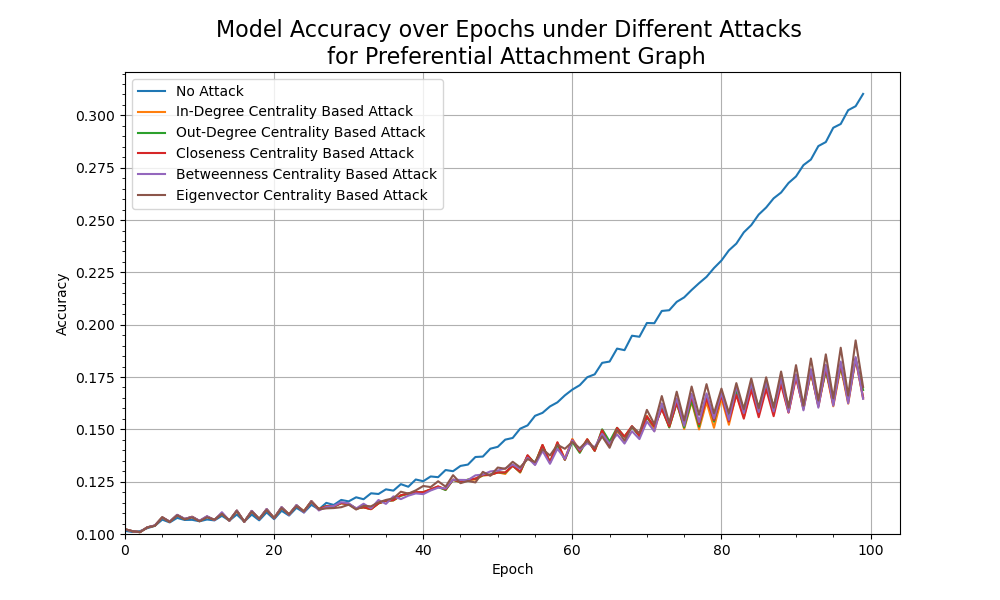 Model Accuracy over Epochs under Different Attacks
for Preferential Attachment Graph
No Attack
In-Degree Centrality Based Attack
Out-Degree Centrality Based Attack
Closeness Centrality Based Attack
Betweenness Centrality Based Attack
Eigenvector Centrality Based Attack
0.300
0.275
0.250
0.225
0.200
0.175
0.150
0.125
0.100
Accuracy
0 20 40 60 80 100
Epoch